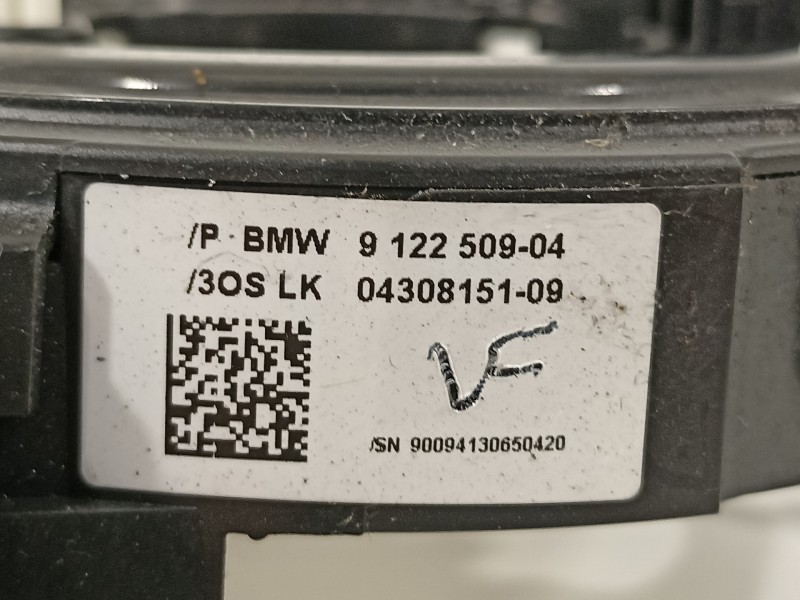 /P · BMW 9 122 509-04
/3OS LK 04308151-09
VF
/SN 90094130650420